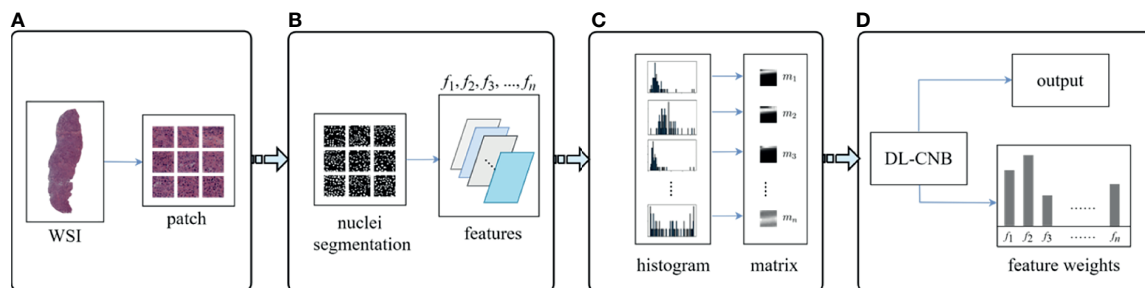 A
B
C
D
WSI
patch
f1, f2, f3, ..., fn
nuclei
segmentation
features
m1
m2
m3
mn
histogram
matrix
DL-CNB
output
f1 f2 f3 ...... fn
feature weights